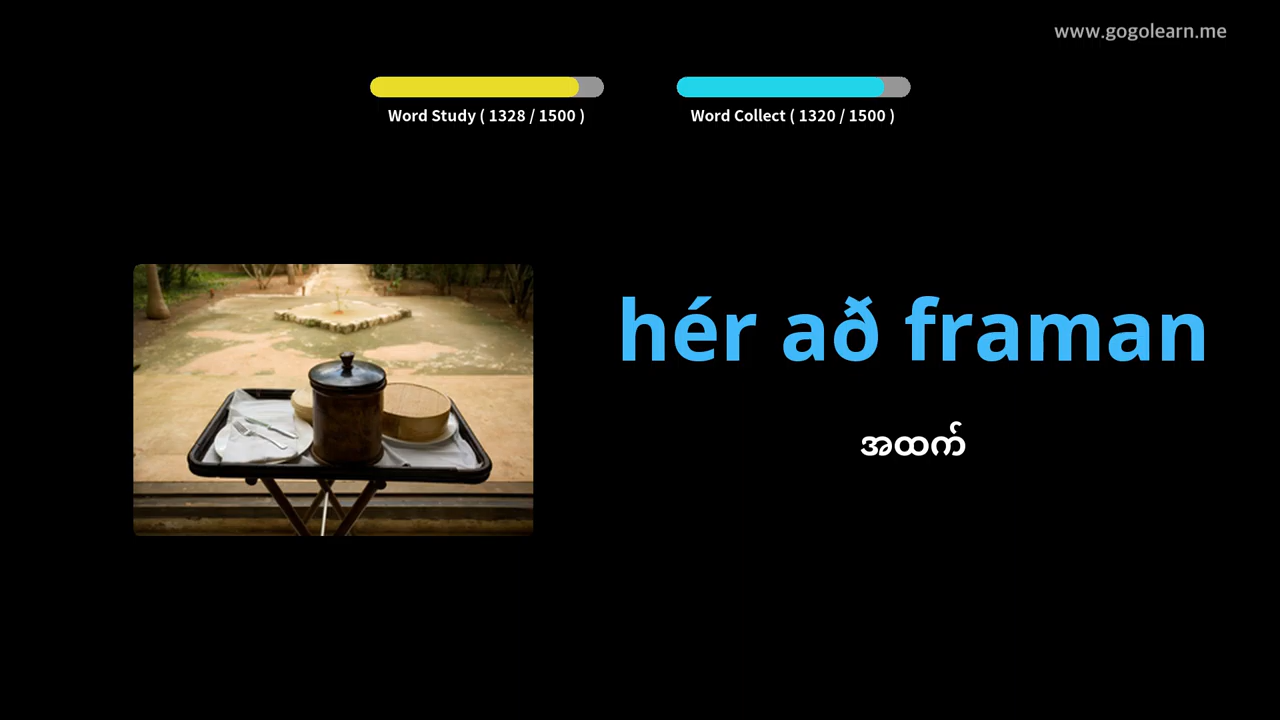 www.gogolearn.me
Word Study ( 1328 / 1500 )
Word Collect ( 1320 / 1500 )
hér að framan
အထက်